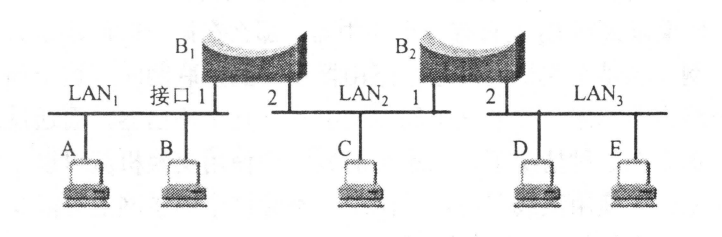 B₁ B₂
LAN₁ 接口 1 2 LAN₂ 1 2 LAN₃
A B C D E